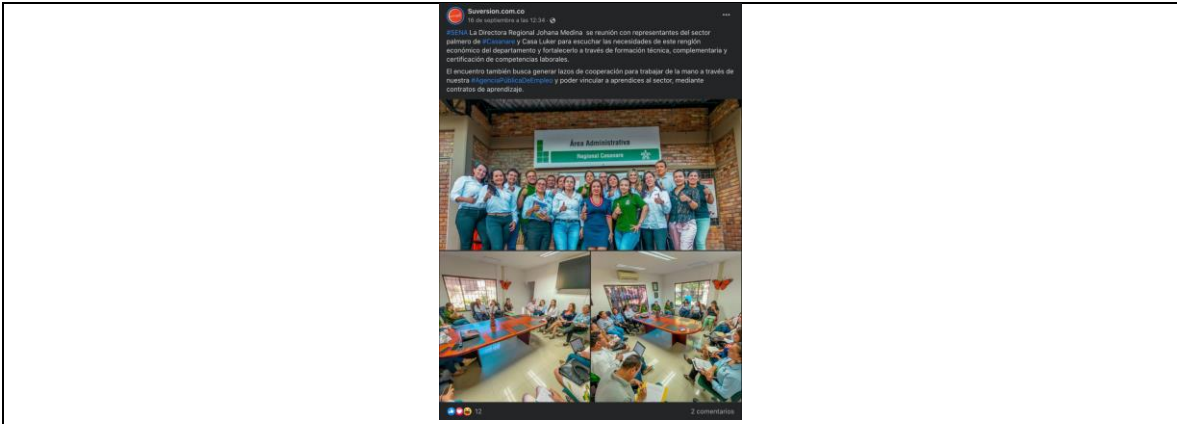 Suversion.com.co
16 de septiembre a las 12:34 ·
#SENA La Directora Regional Johana Medina se reunión con representantes del sector
palmero de #Casanare y Casa Luker para escuchar las necesidades de este renglón
económico del departamento y fortalecerlo a través de formación técnica, complementaria y
certificación de competencias laborales.
El encuentro también busca generar lazos de cooperación para trabajar de la mano a través de
nuestra #AgenciaPúblicaDeEmpleo y poder vincular a aprendices al sector, mediante
contratos de aprendizaje.
Área Administrativa
Regional Casanare
12
2 comentarios